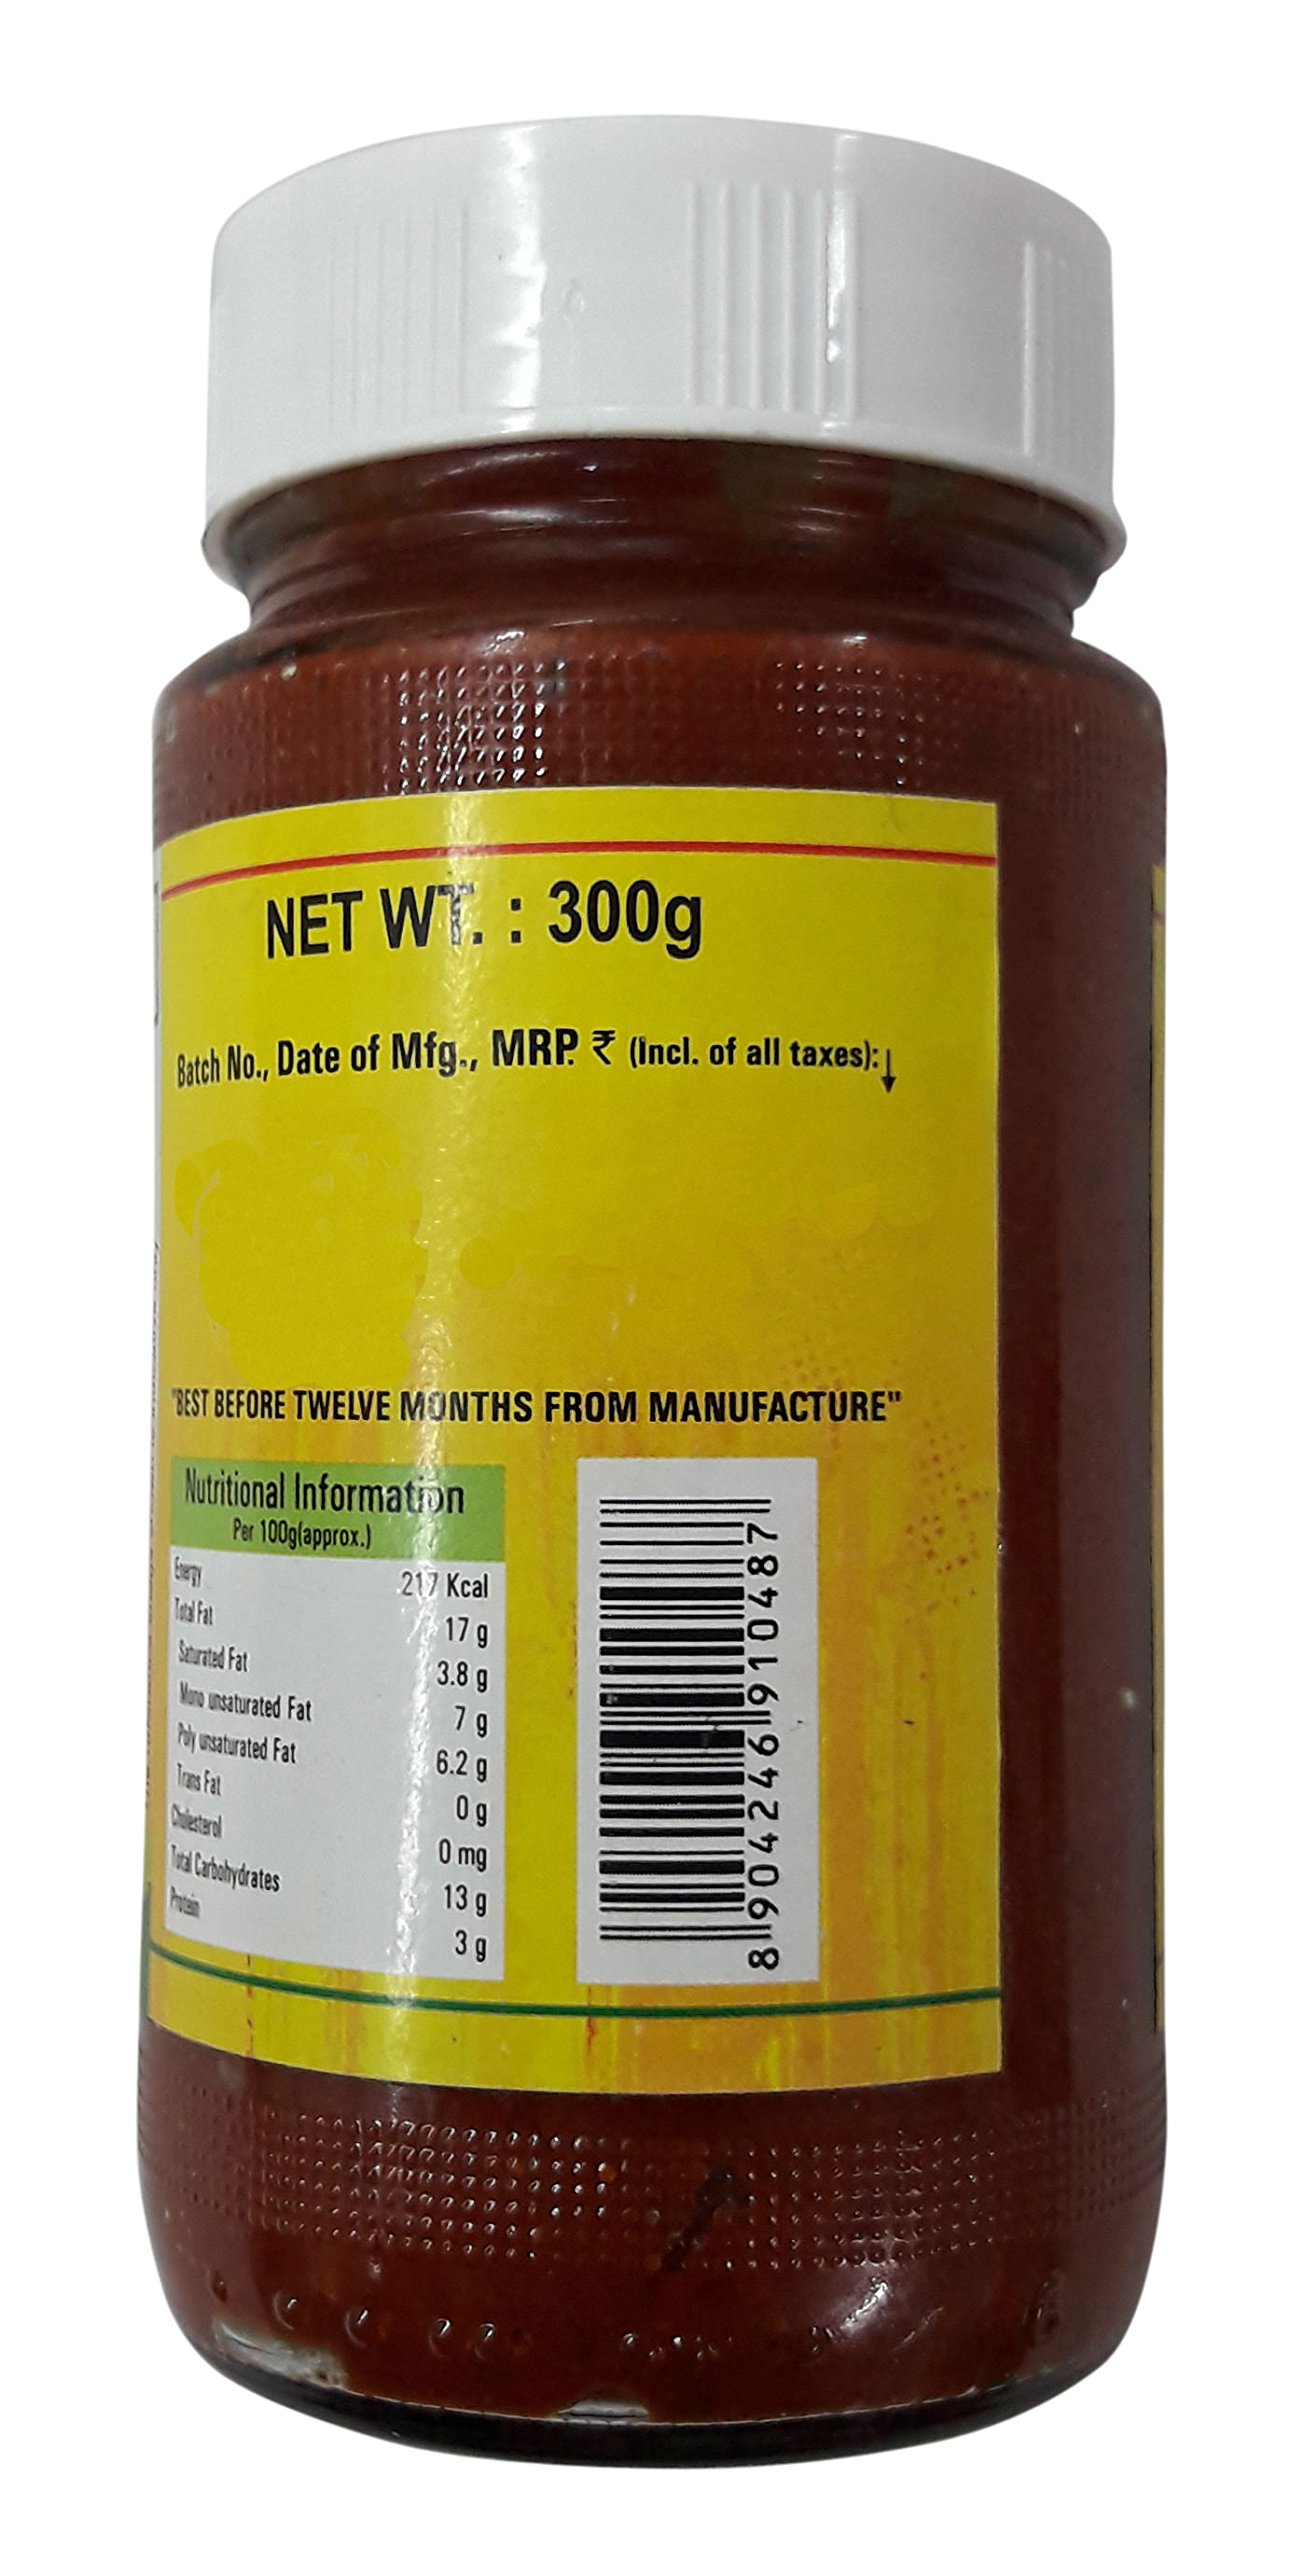 NET WT. : 300g
Batch No., Date of Mfg., MRP. ₹ (Incl. of all taxes):↓
"BEST BEFORE TWELVE MONTHS FROM MANUFACTURE"
Nutritional Information
Per 100g(approx.)
Energy 217 Kcal
Total Fat 17 g
Saturated Fat 3.8 g
Mono unsaturated Fat 7 g
Poly unsaturated Fat 6.2 g
Trans Fat 0 g
Cholesterol 0 mg
Total Carbohydrates 13 g
Protein 3 g
8904246910487